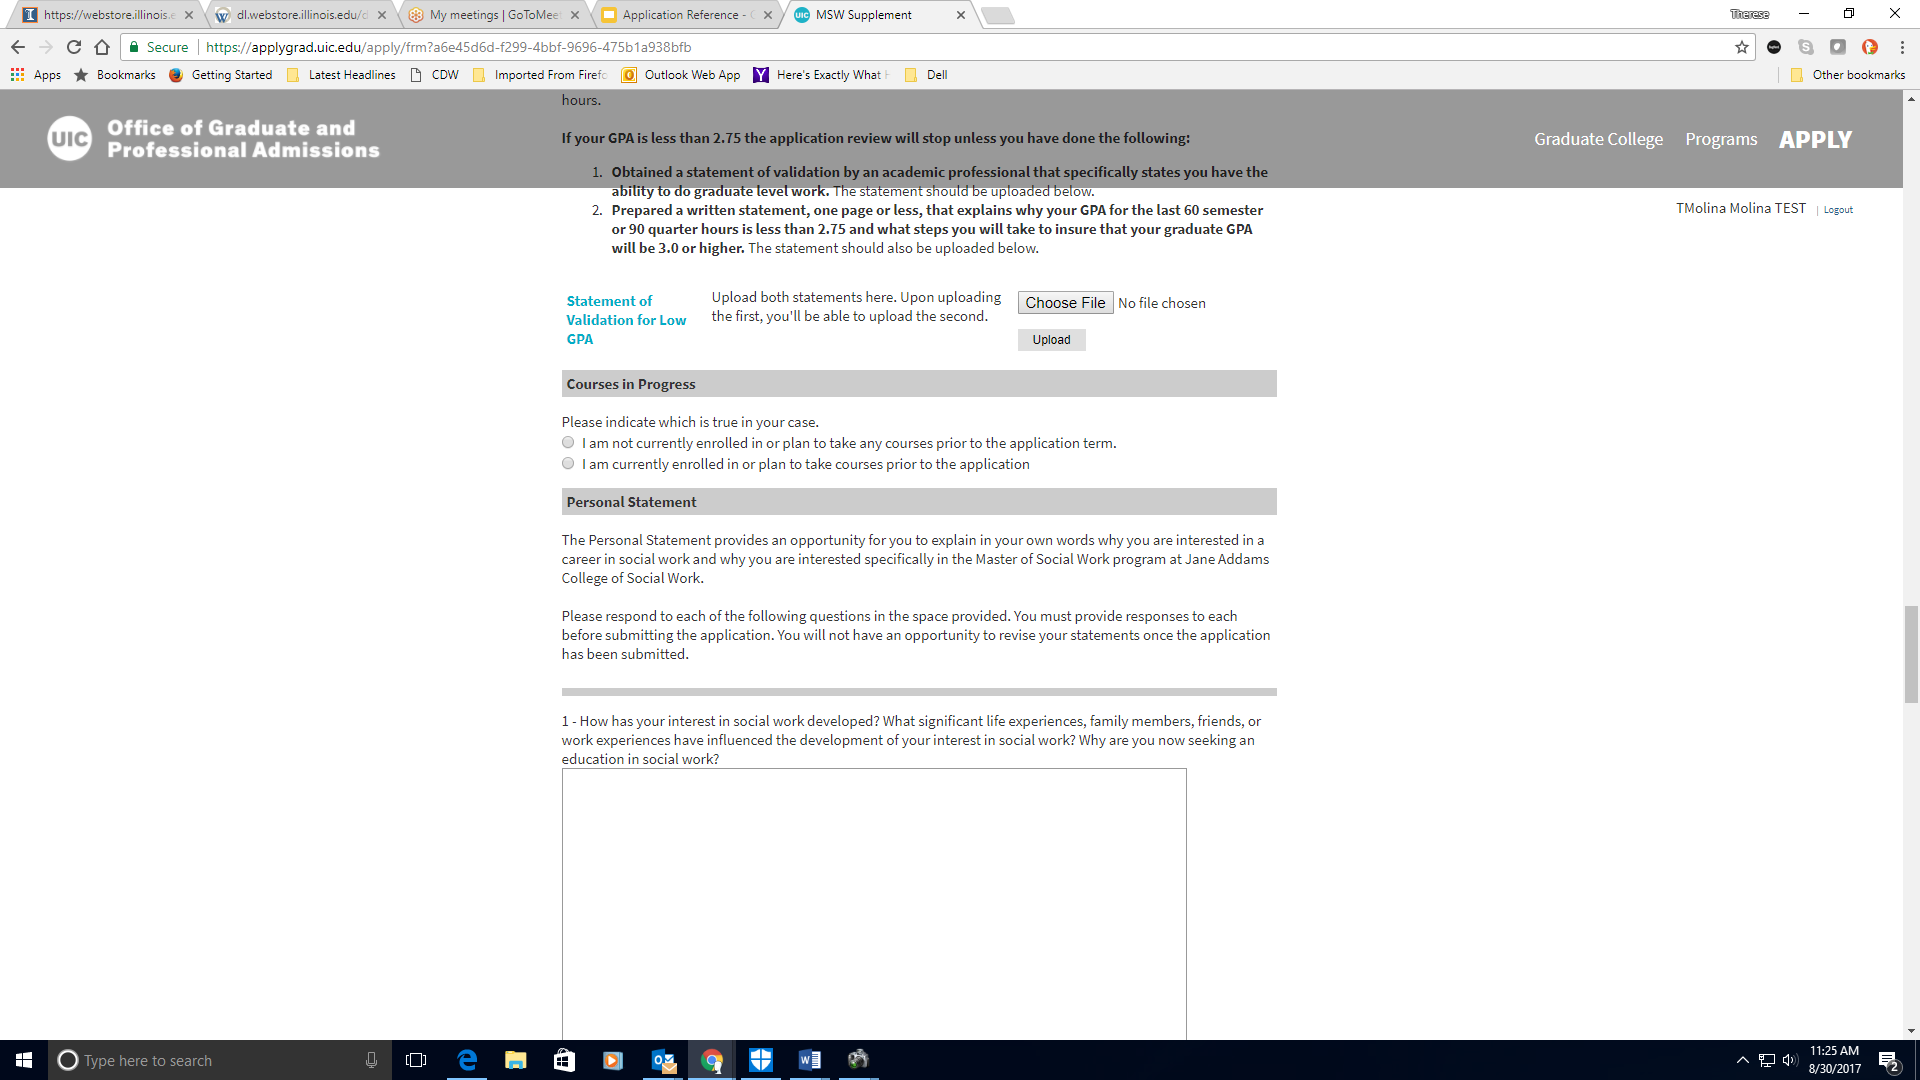 https://webstore.illinois.e
dl.webstore.illinois.edu/d
My meetings | GoToMee
Application Reference -
UIC MSW Supplement
Therese
Secure https://applygrad.uic.edu/apply/frm?a6e45d6d-f299-4bbf-9696-475b1a938bfb
Apps Bookmarks Getting Started Latest Headlines CDW Imported From Firefo Outlook Web App Here's Exactly What H Dell Other bookmarks
hours.
UIC Office of Graduate and
Professional Admissions
Graduate College Programs APPLY
If your GPA is less than 2.75 the application review will stop unless you have done the following:
1. Obtained a statement of validation by an academic professional that specifically states you have the
ability to do graduate level work. The statement should be uploaded below.
TMolina Molina TEST | Logout
2. Prepared a written statement, one page or less, that explains why your GPA for the last 60 semester
or 90 quarter hours is less than 2.75 and what steps you will take to insure that your graduate GPA
will be 3.0 or higher. The statement should also be uploaded below.
Statement of
Validation for Low
GPA
Upload both statements here. Upon uploading
the first, you'll be able to upload the second.
Choose File No file chosen
Upload
Courses in Progress
Please indicate which is true in your case.
I am not currently enrolled in or plan to take any courses prior to the application term.
I am currently enrolled in or plan to take courses prior to the application
Personal Statement
The Personal Statement provides an opportunity for you to explain in your own words why you are interested in a
career in social work and why you are interested specifically in the Master of Social Work program at Jane Addams
College of Social Work.
Please respond to each of the following questions in the space provided. You must provide responses to each
before submitting the application. You will not have an opportunity to revise your statements once the application
has been submitted.
1 - How has your interest in social work developed? What significant life experiences, family members, friends, or
work experiences have influenced the development of your interest in social work? Why are you now seeking an
education in social work?
Type here to search
11:25 AM
8/30/2017
2